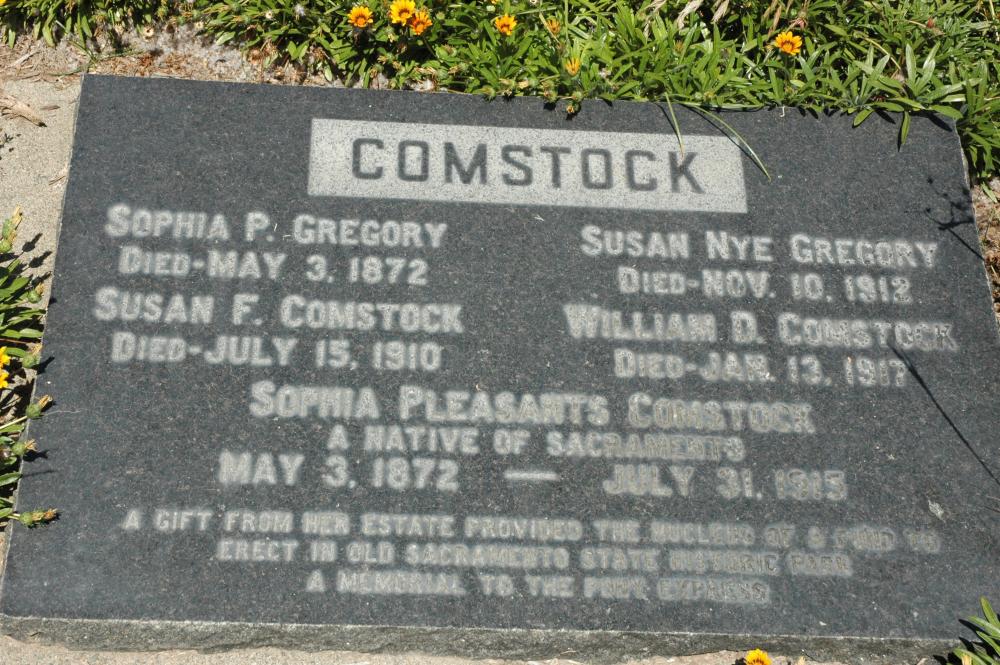 COMSTOCK
SOPHIA P. GREGORY
DIED-MAY 3, 1872
SUSAN NYE GREGORY
DIED-NOV. 10, 1912
SUSAN F. COMSTOCK
DIED-JULY 15, 1910
WILLIAM D. COMSTOCK
DIED-JAN. 13, 1917
SOPHIA PLEASANTS COMSTOCK
A NATIVE OF SACRAMENTO
MAY 3, 1872 — JULY 31, 1915
A GIFT FROM HER ESTATE PROVIDED THE NUCLEUS OF A FUND TO
ERECT IN OLD SACRAMENTO STATE HISTORIC PARK
A MEMORIAL TO THE PONY EXPRESS